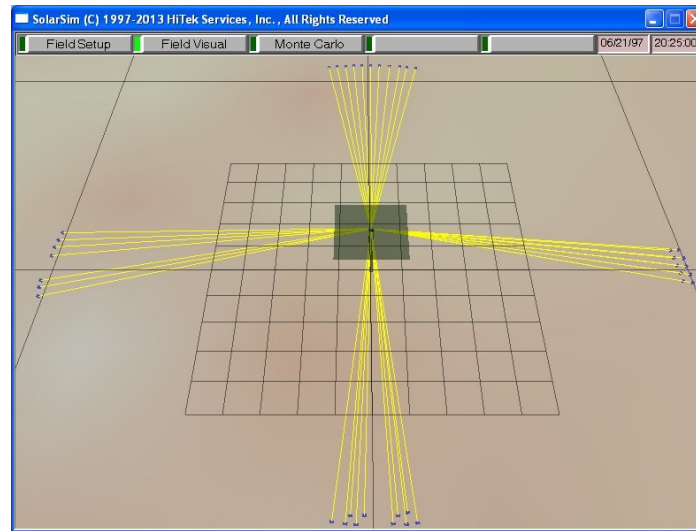 SolarSim (C) 1997-2013 HiTek Services, Inc., All Rights Reserved
Field Setup Field Visual Monte Carlo 06/21/97 20:25:00